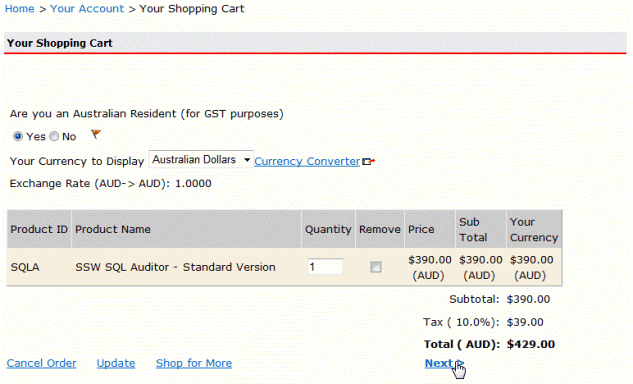 Home > Your Account > Your Shopping Cart
Your Shopping Cart
Are you an Australian Resident (for GST purposes)
Yes No
Your Currency to Display Australian Dollars Currency Converter
Exchange Rate (AUD-> AUD): 1.0000
Product ID Product Name Quantity Remove Price Sub Total Your Currency
SQLA SSW SQL Auditor - Standard Version 1 $390.00 (AUD) $390.00 (AUD) $390.00 (AUD)
Subtotal: $390.00
Tax ( 10.0%): $39.00
Total ( AUD): $429.00
Cancel Order Update Shop for More Next >